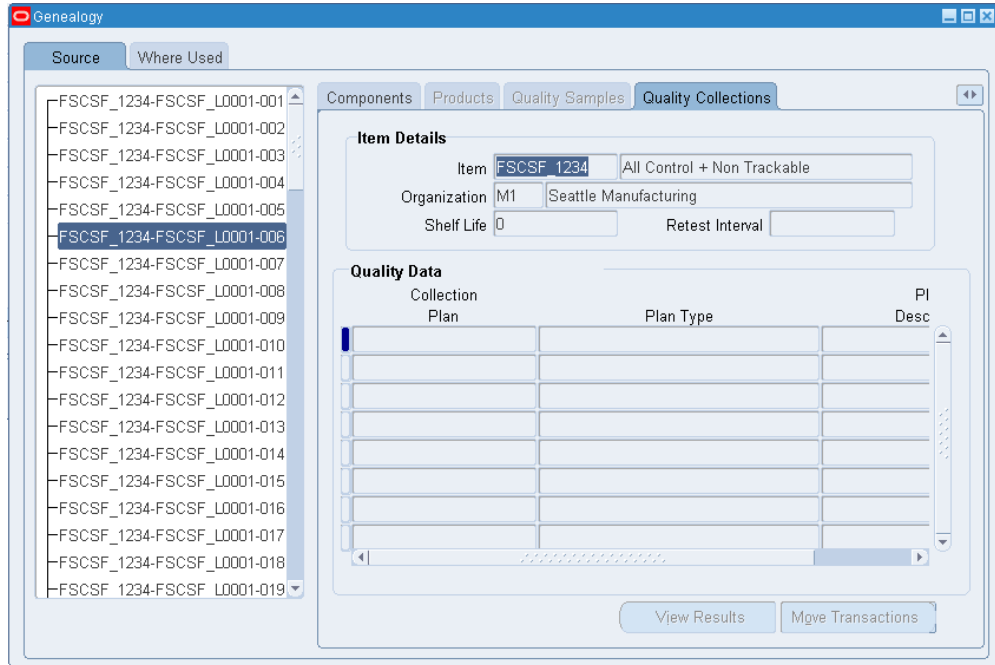 Genealogy
Source Where Used
FSCSF_1234-FSCSF_L0001-001
FSCSF_1234-FSCSF_L0001-002
FSCSF_1234-FSCSF_L0001-003
FSCSF_1234-FSCSF_L0001-004
FSCSF_1234-FSCSF_L0001-005
FSCSF_1234-FSCSF_L0001-006
FSCSF_1234-FSCSF_L0001-007
FSCSF_1234-FSCSF_L0001-008
FSCSF_1234-FSCSF_L0001-009
FSCSF_1234-FSCSF_L0001-010
FSCSF_1234-FSCSF_L0001-011
FSCSF_1234-FSCSF_L0001-012
FSCSF_1234-FSCSF_L0001-013
FSCSF_1234-FSCSF_L0001-014
FSCSF_1234-FSCSF_L0001-015
FSCSF_1234-FSCSF_L0001-016
FSCSF_1234-FSCSF_L0001-017
FSCSF_1234-FSCSF_L0001-018
FSCSF_1234-FSCSF_L0001-019
Components Products Quality Samples Quality Collections
Item Details
Item FSCSF_1234 All Control + Non Trackable
Organization M1 Seattle Manufacturing
Shelf Life 0 Retest Interval
Quality Data
Collection Pl
Plan Plan Type Desc
View Results Move Transactions